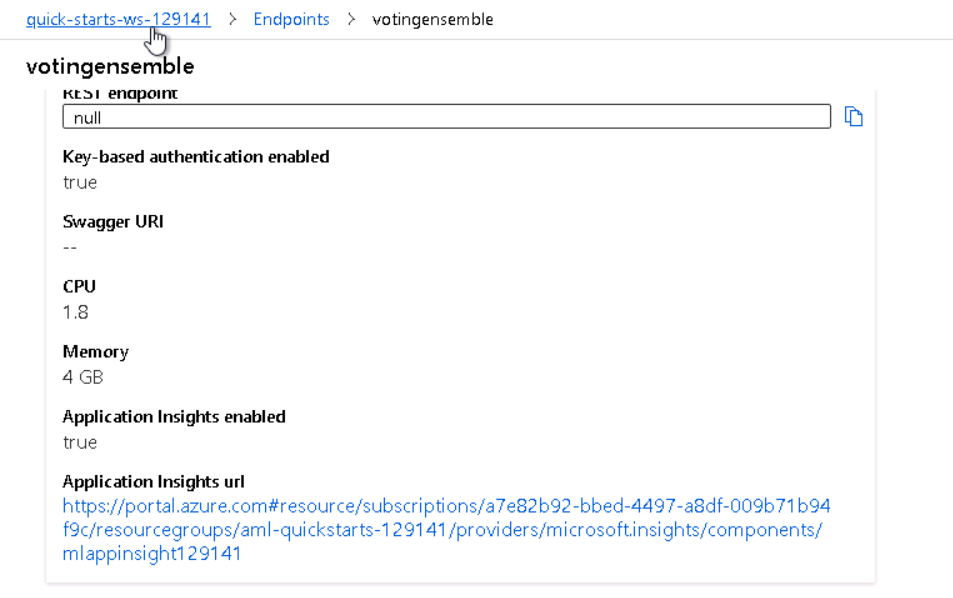 quick-starts-ws-129141 > Endpoints > votingensemble
votingensemble
REST endpoint
null
Key-based authentication enabled
true
Swagger URI
--
CPU
1.8
Memory
4 GB
Application Insights enabled
true
Application Insights url
https://portal.azure.com#resource/subscriptions/a7e82b92-bbed-4497-a8df-009b71b94
f9c/resourcegroups/aml-quickstarts-129141/providers/microsoft.insights/components/
mlappinsight129141